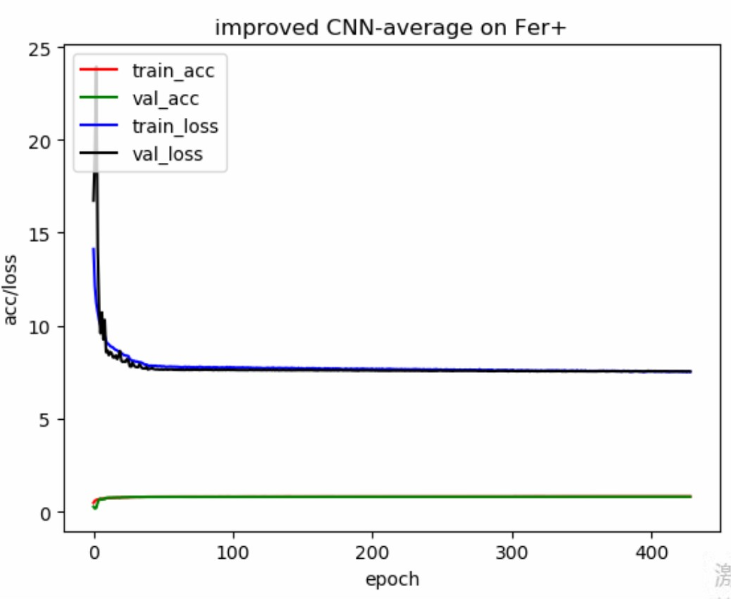 improved CNN-average on Fer+
25
train_acc
val_acc
train_loss
val_loss
20
15
acc/loss
10
5
0
0 100 200 300 400
epoch